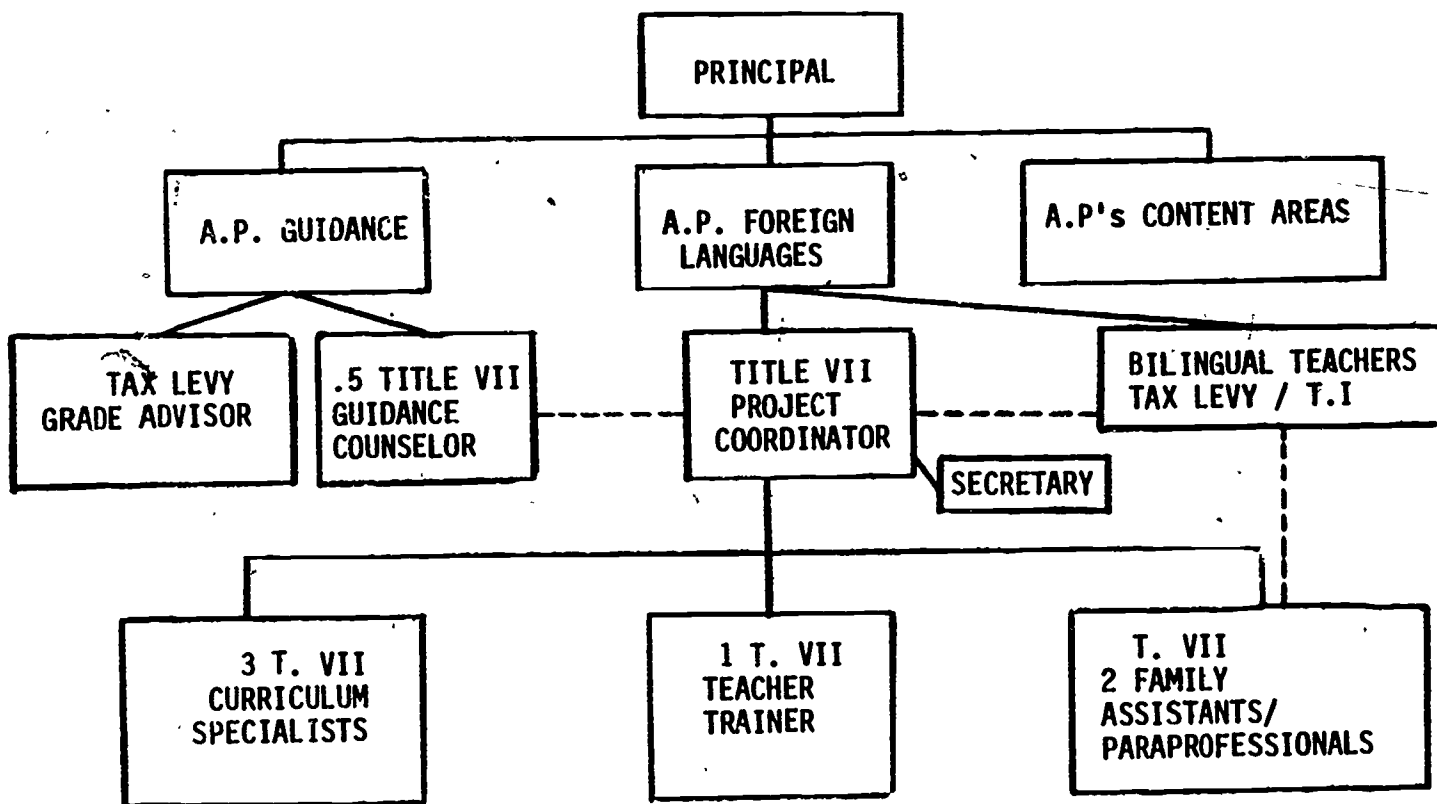 PRINCIPAL
A.P. GUIDANCE
A.P. FOREIGN
LANGUAGES
A.P's CONTENT AREAS
TAX LEVY
GRADE ADVISOR
.5 TITLE VII
GUIDANCE
COUNSELOR
TITLE VII
PROJECT
COORDINATOR
BILINGUAL TEACHERS
TAX LEVY / T.I
SECRETARY
3 T. VII
CURRICULUM
SPECIALISTS
1 T. VII
TEACHER
TRAINER
T. VII
2 FAMILY
ASSISTANTS/
PARAPROFESSIONALS